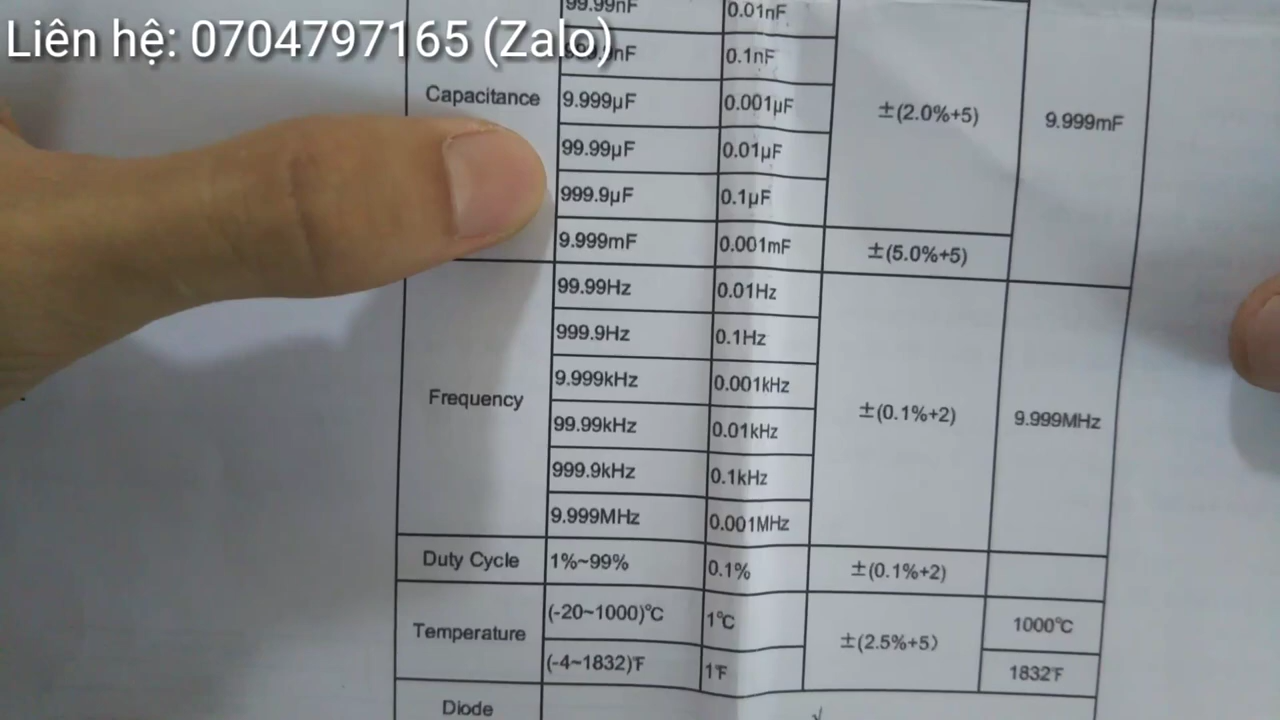 Liên hệ: 0704797165 (Zalo)
99.99nF 0.01nF
0.1nF
Capacitance 9.999µF 0.001µF ±(2.0%+5) 9.999mF
99.99µF 0.01µF
999.9µF 0.1µF
9.999mF 0.001mF ±(5.0%+5)
99.99Hz 0.01Hz
999.9Hz 0.1Hz
9.999kHz 0.001kHz
Frequency ±(0.1%+2) 9.999MHz
99.99kHz 0.01kHz
999.9kHz 0.1kHz
9.999MHz 0.001MHz
Duty Cycle 1%~99% 0.1% ±(0.1%+2)
Temperature (-20~1000)℃ 1℃ ±(2.5%+5) 1000℃
(-4~1832)℉ 1℉ 1832℉
Diode √